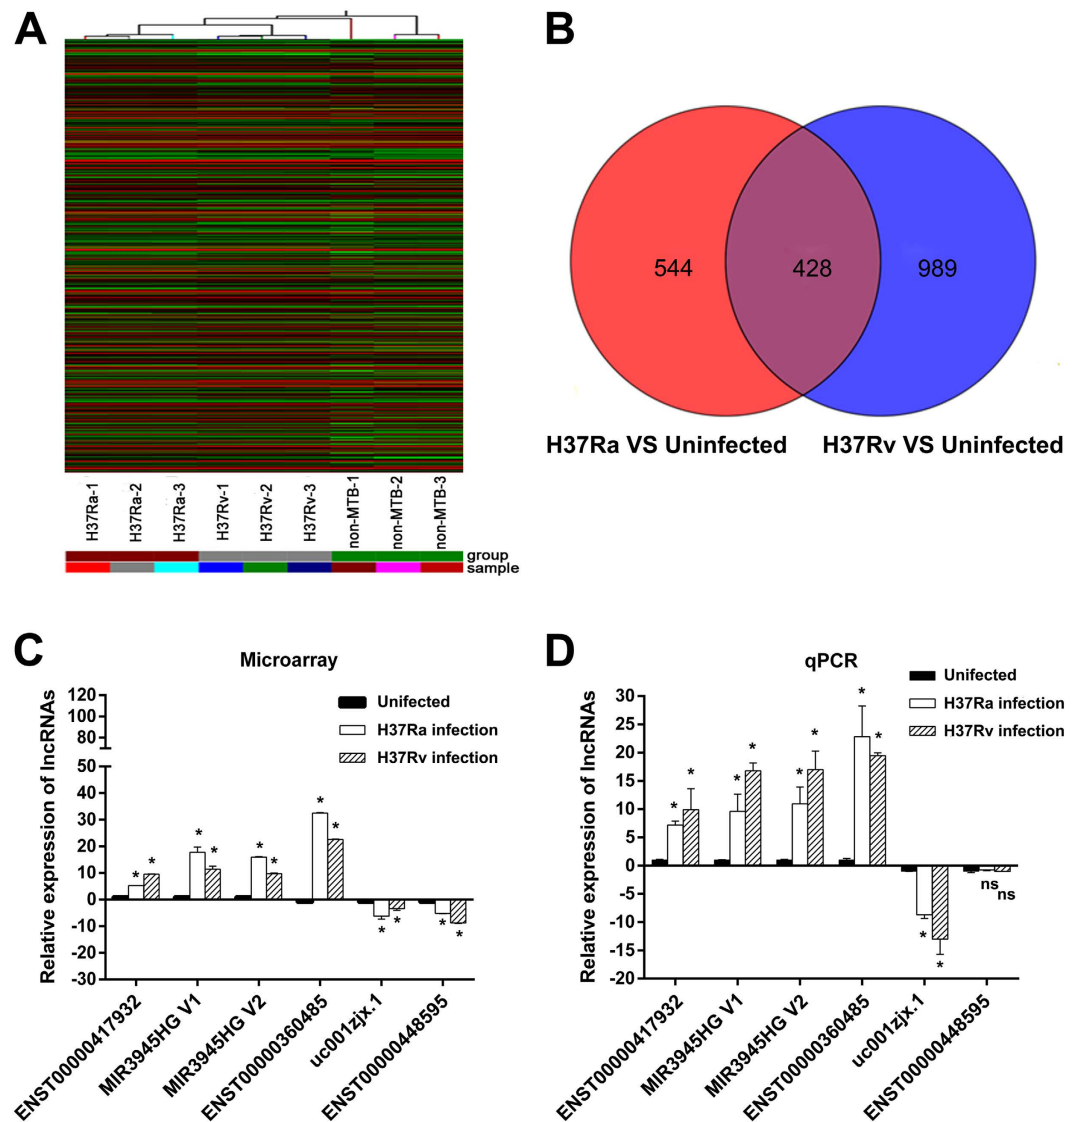 A
H37Ra-1
H37Ra-2
H37Ra-3
H37Rv-1
H37Rv-2
H37Rv-3
non-MTB-1
non-MTB-2
non-MTB-3
group
sample
B
544
428
989
H37Ra VS Uninfected
H37Rv VS Uninfected
C
Microarray
Relative expression of lncRNAs
120
100
80
50
40
30
20
10
0
-10
-20
-30
Unifected
H37Ra infection
H37Rv infection
* * * * * * * * * * * *
ENST00000417932
MIR3945HG V1
MIR3945HG V2
ENST00000360485
uc001zjx.1
ENST00000448595
D
qPCR
Relative expression of lncRNAs
30
25
20
15
10
5
0
-5
-10
-15
-20
Unifected
H37Ra infection
H37Rv infection
* * * * * * * * * *
ns
ns
ENST00000417932
MIR3945HG V1
MIR3945HG V2
ENST00000360485
uc001zjx.1
ENST00000448595